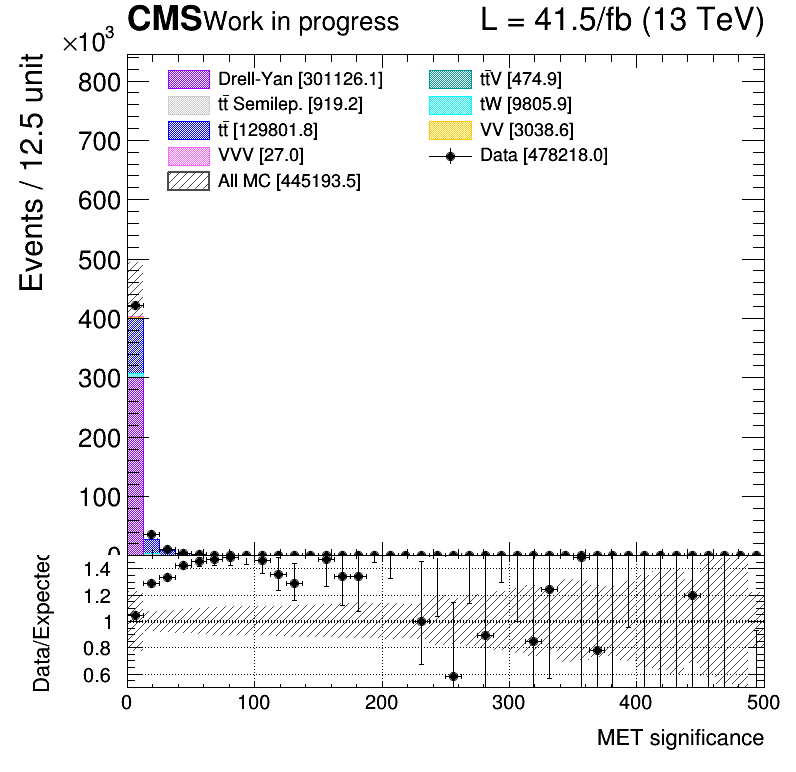 CMS Work in progress L = 41.5/fb (13 TeV)
×10³
Events / 12.5 unit
800
700
600
500
400
300
200
100
0
Drell-Yan [301126.1]
tt̄ Semilep. [919.2]
tt̄ [129801.8]
VVV [27.0]
All MC [445193.5]
tt̄V [474.9]
tW [9805.9]
VV [3038.6]
Data [478218.0]
Data/Expected
1.4
1.2
1
0.8
0.6
0 100 200 300 400 500
MET significance